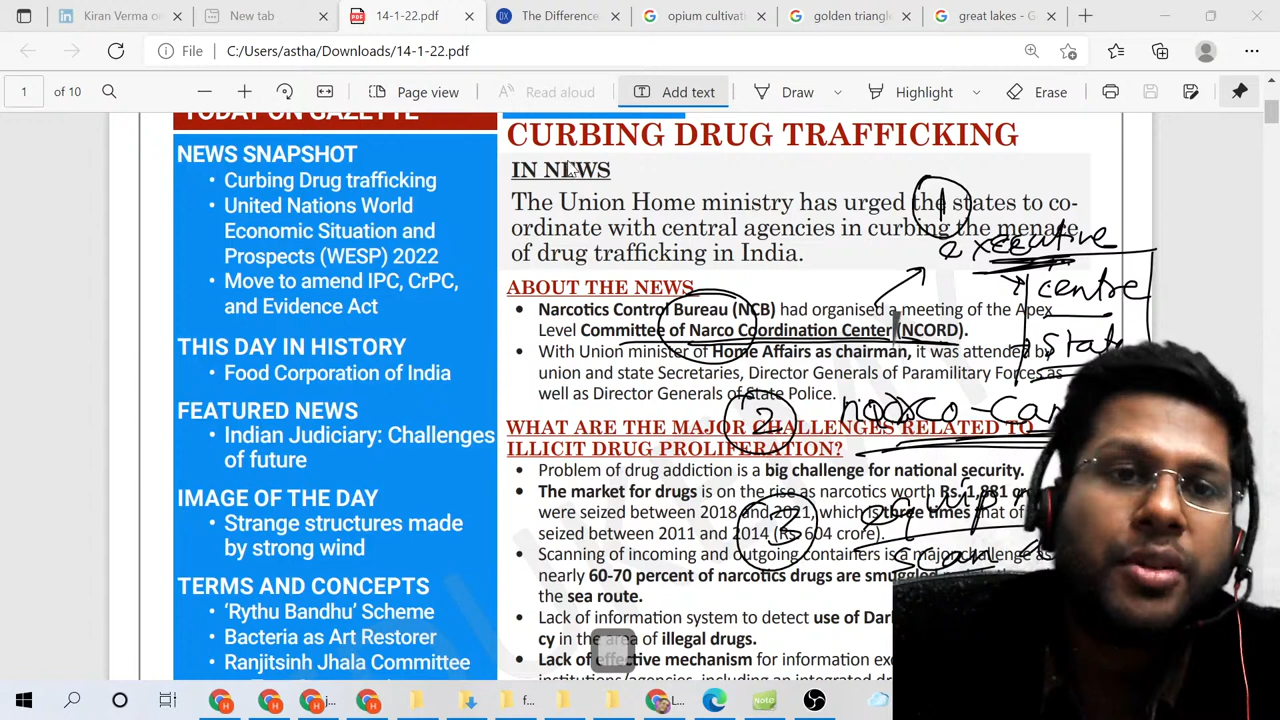 Kiran Verma on
New tab
14-1-22.pdf
The Difference
opium cultivati
golden triangle
great lakes - G
File
C:/Users/astha/Downloads/14-1-22.pdf
1
of 10
Page view
Read aloud
Add text
Draw
Highlight
Erase
TODAY ON GAZETTE
NEWS SNAPSHOT
• Curbing Drug trafficking
• United Nations World
Economic Situation and
Prospects (WESP) 2022
• Move to amend IPC, CrPC,
and Evidence Act
THIS DAY IN HISTORY
• Food Corporation of India
FEATURED NEWS
• Indian Judiciary: Challenges
of future
IMAGE OF THE DAY
• Strange structures made
by strong wind
TERMS AND CONCEPTS
• ‘Rythu Bandhu’ Scheme
• Bacteria as Art Restorer
• Ranjitsinh Jhala Committee
CURBING DRUG TRAFFICKING
IN NEWS
The Union Home ministry has urged the states to co-
ordinate with central agencies in curbing the menace
of drug trafficking in India.
ABOUT THE NEWS
• Narcotics Control Bureau (NCB) had organised a meeting of the Apex
Level Committee of Narco Coordination Center (NCORD).
• With Union minister of Home Affairs as chairman, it was attended by
union and state Secretaries, Director Generals of Paramilitary Forces as
well as Director Generals of State Police.
WHAT ARE THE MAJOR CHALLENGES RELATED TO
ILLICIT DRUG PROLIFERATION?
• Problem of drug addiction is a big challenge for national security.
• The market for drugs is on the rise as narcotics worth Rs. 1,881 cr
were seized between 2018 and 2021, which is three times that of
seized between 2011 and 2014 (Rs. 604 crore).
• Scanning of incoming and outgoing containers is a major challenge as
nearly 60-70 percent of narcotics drugs are smuggled
the sea route.
• Lack of information system to detect use of Dar
cy in the area of illegal drugs.
• Lack of effective mechanism for information ex
1
executive
centre
State
2
narco-car
3
equip
scan